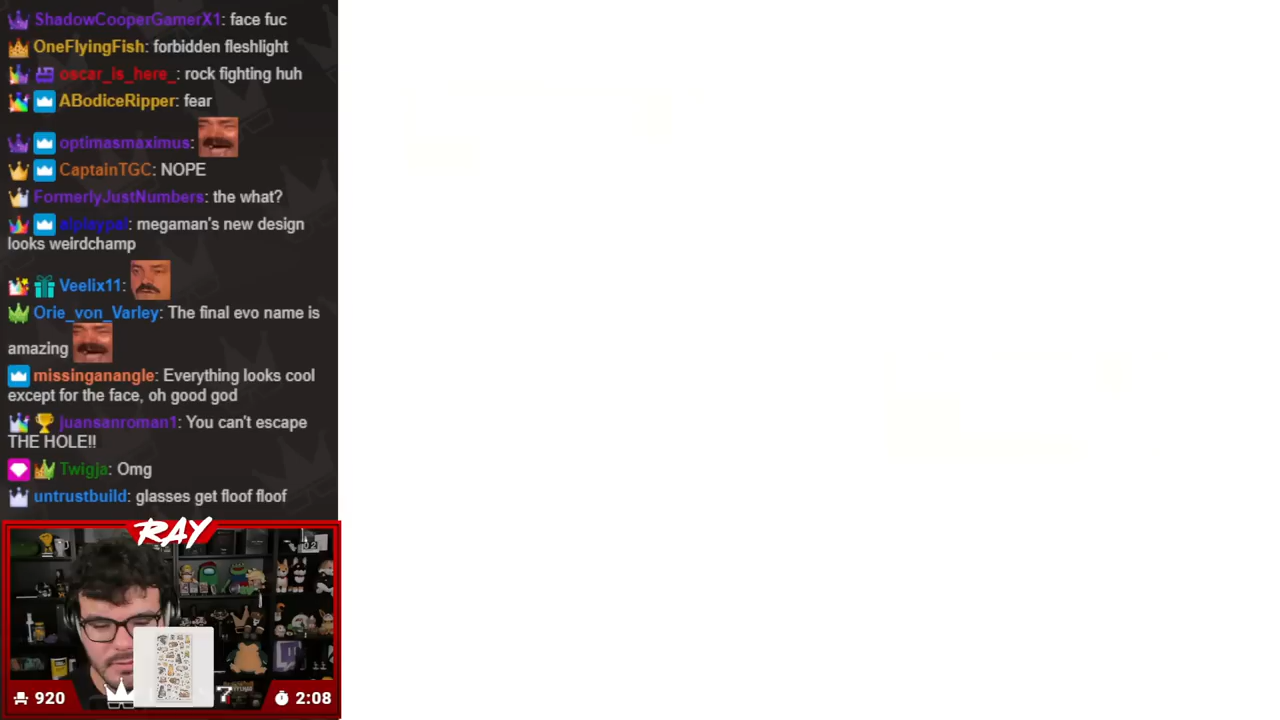 ShadowCooperGamerX1: face fuc
OneFlyingFish: forbidden fleshlight
oscar_is_here_: rock fighting huh
ABodiceRipper: fear
optimasmaximus:
CaptainTGC: NOPE
FormerlyJustNumbers: the what?
alplaypal: megaman's new design
looks weirdchamp
Veelix11:
Orie_von_Varley: The final evo name is
amazing
missinganangle: Everything looks cool
except for the face, oh good god
juansanroman1: You can't escape
THE HOLE!!
Twigja: Omg
untrustbuild: glasses get floof floof
RAY
920
7
2:08